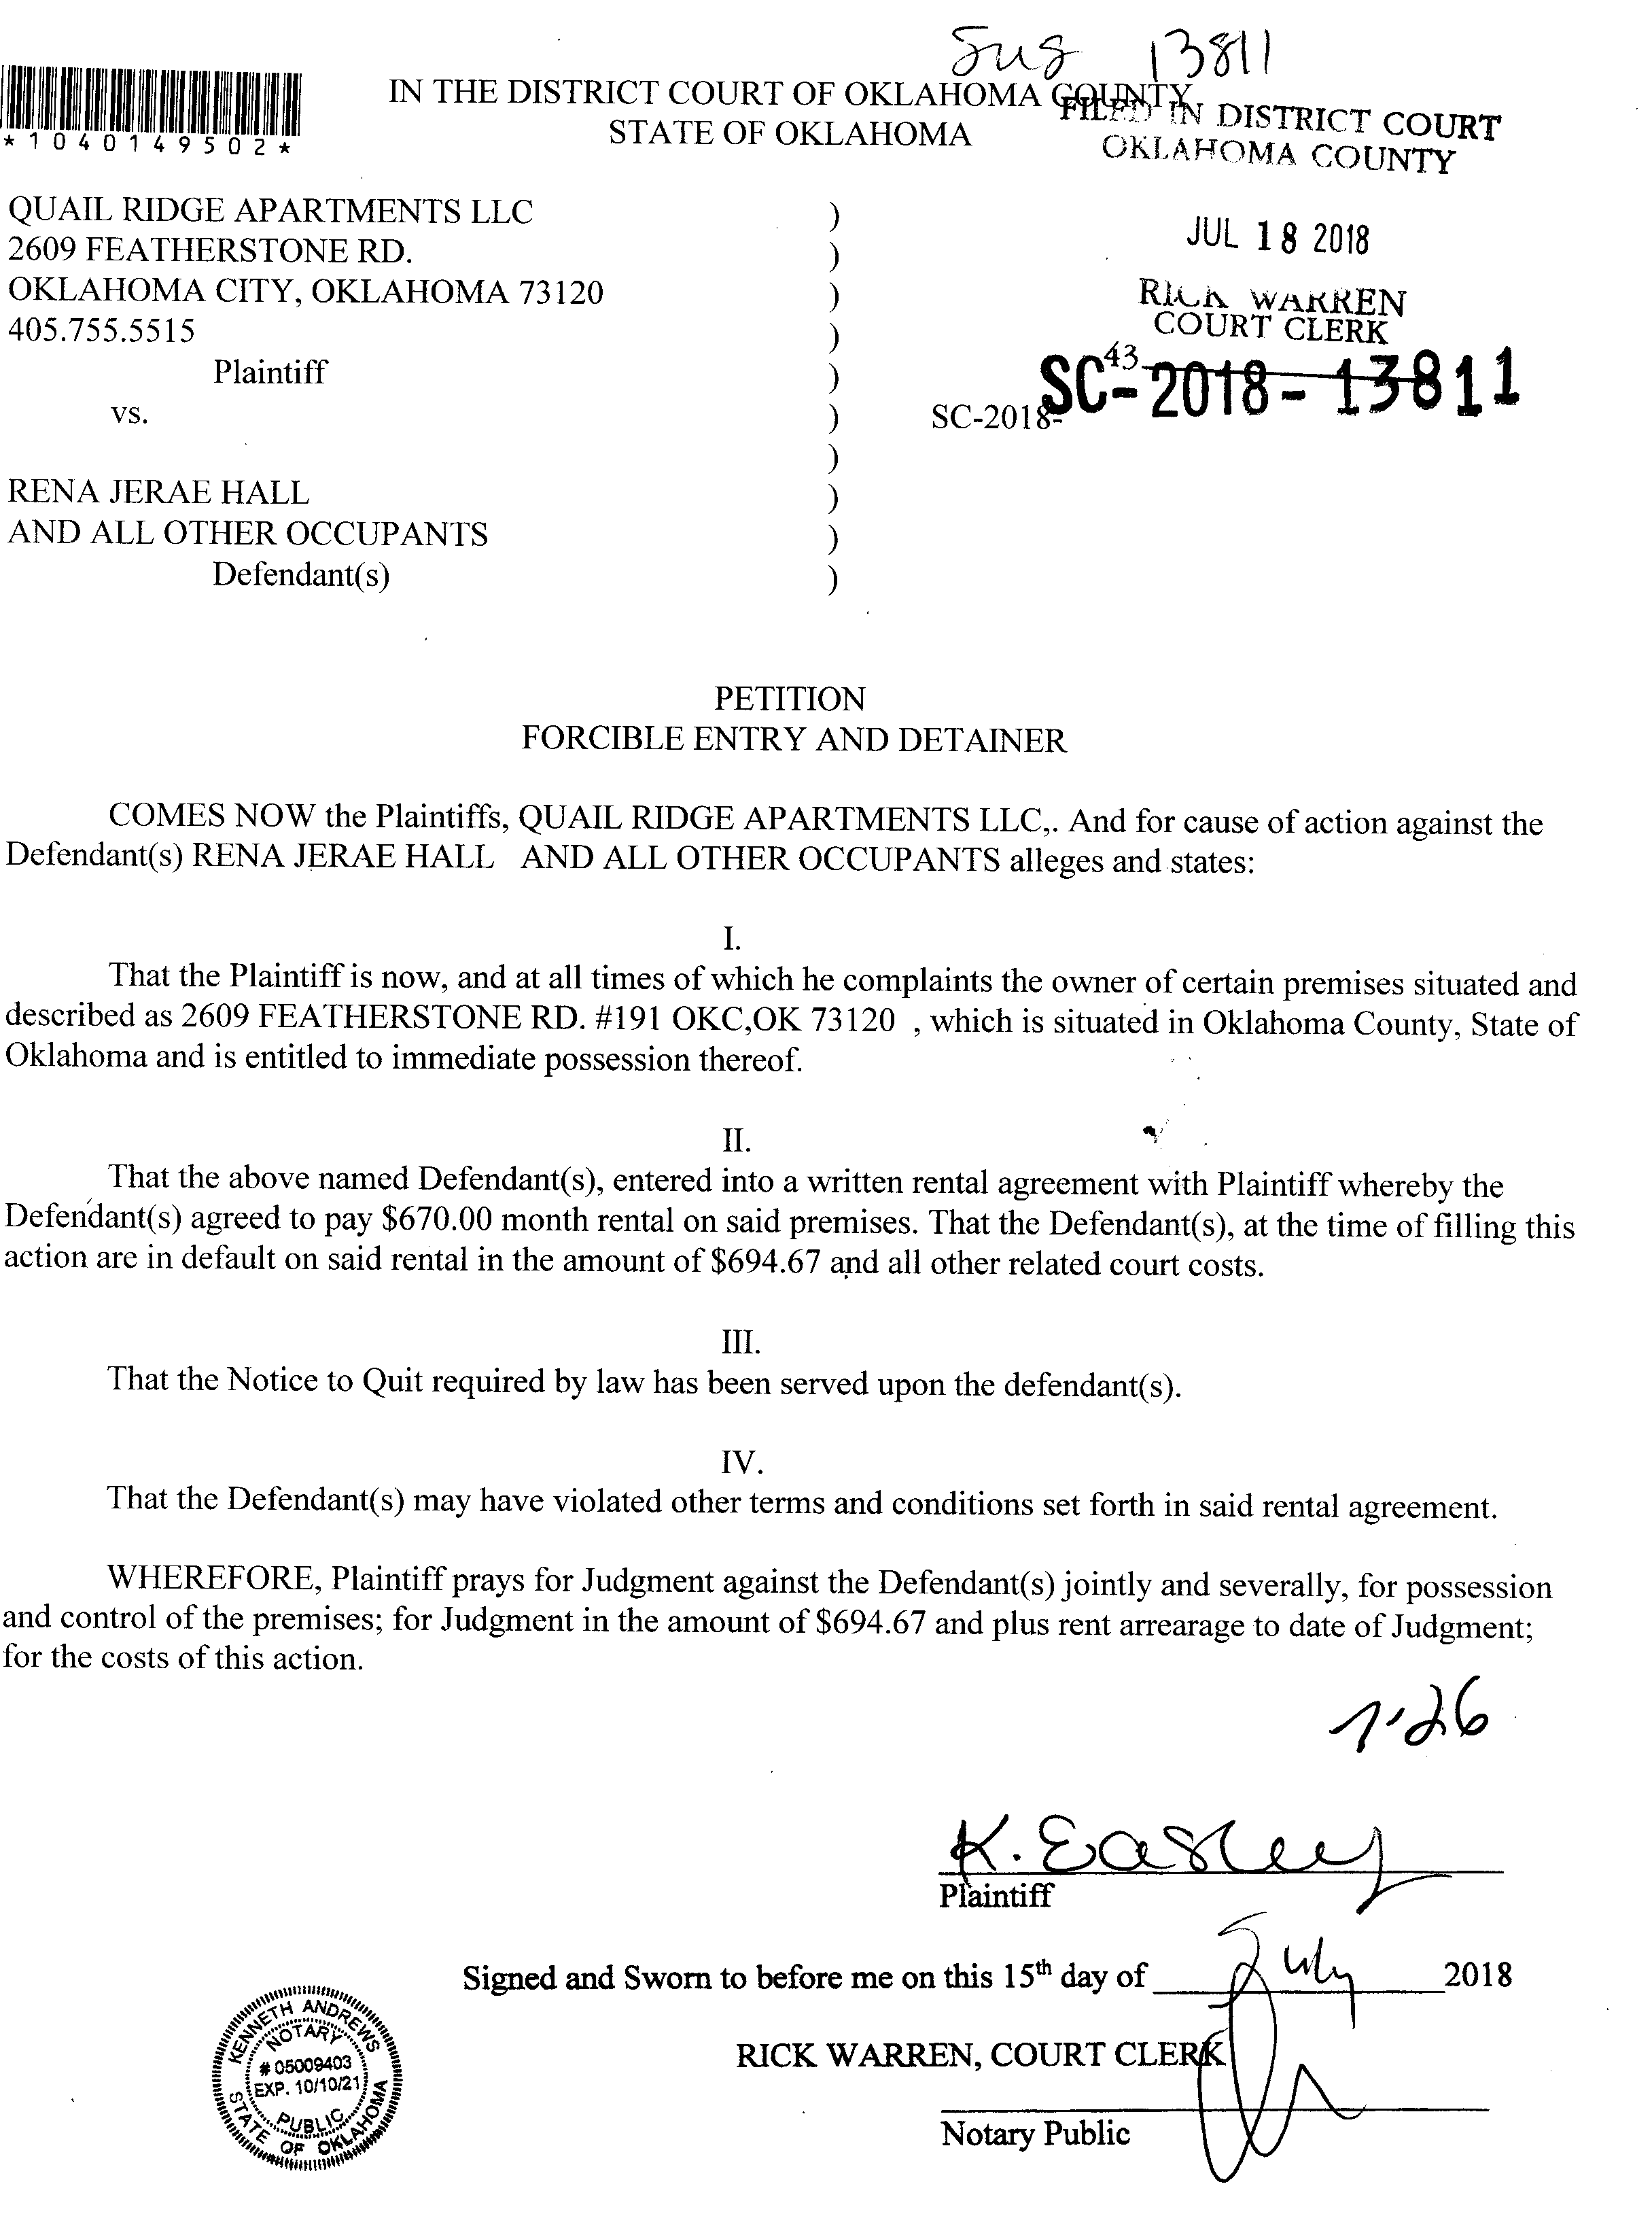 Sug 13811
IN THE DISTRICT COURT OF OKLAHOMA COUNTY
STATE OF OKLAHOMA
*1040149502*
FILED IN DISTRICT COURT
OKLAHOMA COUNTY
JUL 18 2018
RICK WARREN
COURT CLERK
43
SC-2018-13811
QUAIL RIDGE APARTMENTS LLC )
2609 FEATHERSTONE RD. )
OKLAHOMA CITY, OKLAHOMA 73120 )
405.755.5515 )
Plaintiff )
vs. ) SC-2018-
)
RENA JERAE HALL )
AND ALL OTHER OCCUPANTS )
Defendant(s) )
PETITION
FORCIBLE ENTRY AND DETAINER
COMES NOW the Plaintiffs, QUAIL RIDGE APARTMENTS LLC,. And for cause of action against the
Defendant(s) RENA JERAE HALL AND ALL OTHER OCCUPANTS alleges and states:
I.
That the Plaintiff is now, and at all times of which he complaints the owner of certain premises situated and
described as 2609 FEATHERSTONE RD. #191 OKC,OK 73120 , which is situated in Oklahoma County, State of
Oklahoma and is entitled to immediate possession thereof.
II.
That the above named Defendant(s), entered into a written rental agreement with Plaintiff whereby the
Defendant(s) agreed to pay $670.00 month rental on said premises. That the Defendant(s), at the time of filling this
action are in default on said rental in the amount of $694.67 and all other related court costs.
III.
That the Notice to Quit required by law has been served upon the defendant(s).
IV.
That the Defendant(s) may have violated other terms and conditions set forth in said rental agreement.
WHEREFORE, Plaintiff prays for Judgment against the Defendant(s) jointly and severally, for possession
and control of the premises; for Judgment in the amount of $694.67 and plus rent arrearage to date of Judgment;
for the costs of this action.
7.26
K. Easley
Plaintiff
Signed and Sworn to before me on this 15th day of July 2018
RICK WARREN, COURT CLERK
Notary Public
KENNETH ANDREWS
NOTARY
# 05009403
EXP. 10/10/21
PUBLIC
STATE OF OKLAHOMA